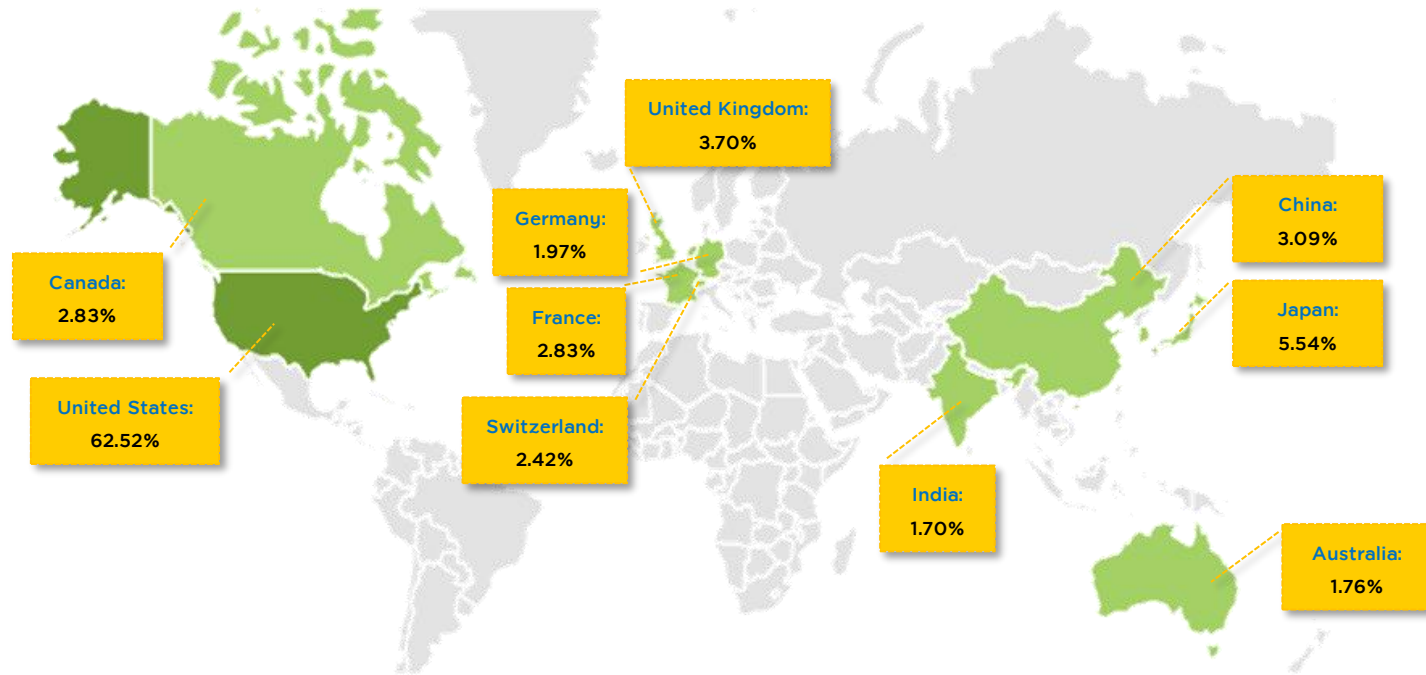 United Kingdom:
3.70%
Germany:
1.97%
China:
3.09%
Canada:
2.83%
France:
2.83%
Japan:
5.54%
United States:
62.52%
Switzerland:
2.42%
India:
1.70%
Australia:
1.76%